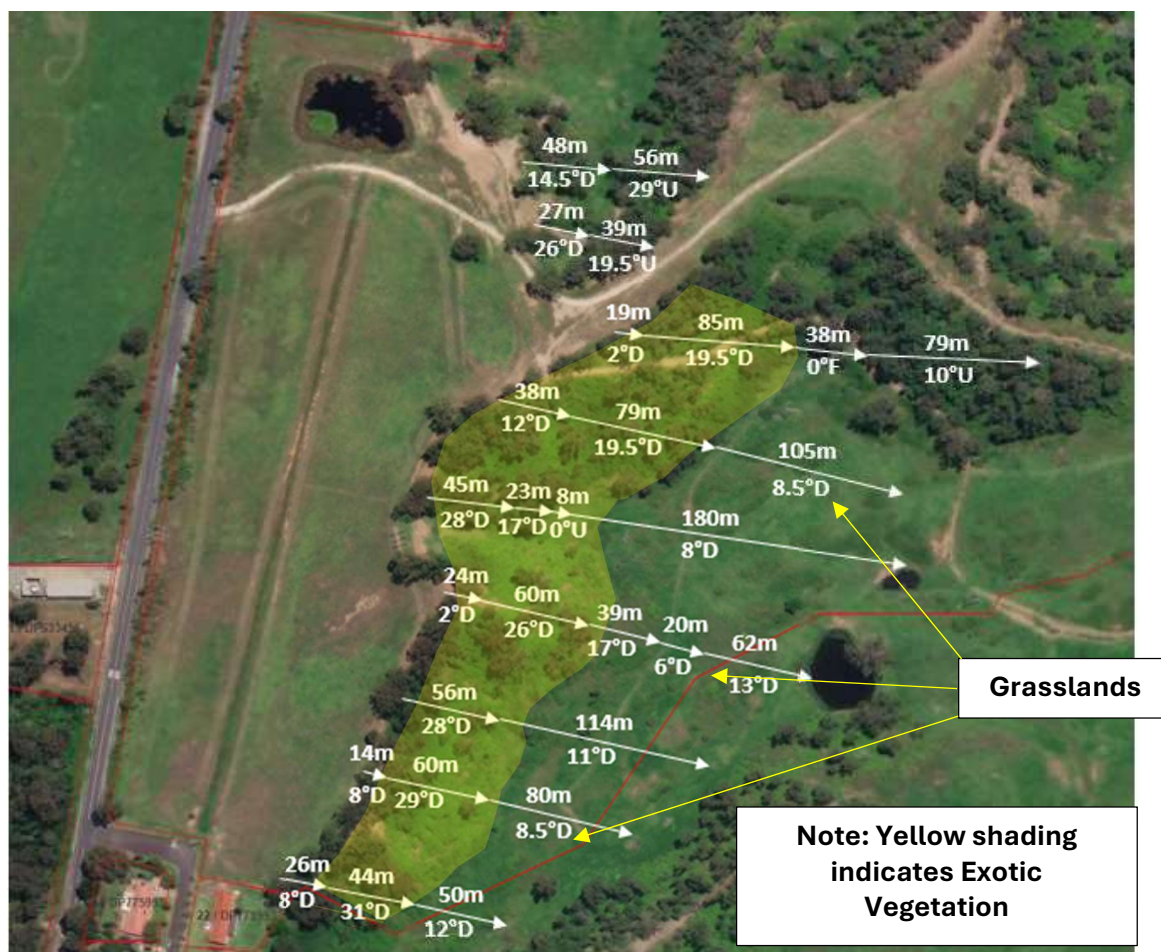 48m
14.5°D
56m
29°U
27m
26°D
39m
19.5°U
19m
2°D
85m
19.5°D
38m
0°F
79m
10°U
38m
12°D
79m
19.5°D
105m
8.5°D
45m
28°D
23m
17°D
8m
0°U
180m
8°D
24m
2°D
60m
26°D
39m
17°D
20m
6°D
62m
13°D
Grasslands
56m
28°D
114m
11°D
14m
8°D
60m
29°D
80m
8.5°D
Note: Yellow shading
indicates Exotic
Vegetation
26m
8°D
44m
31°D
50m
12°D